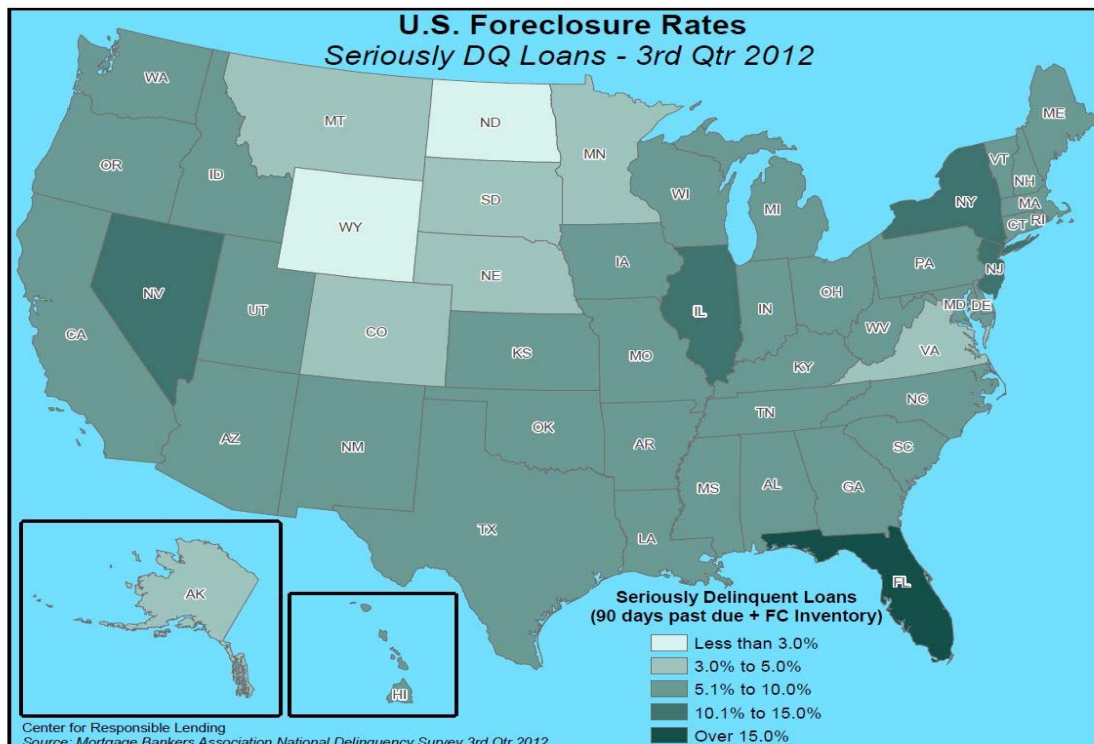 U.S. Foreclosure Rates
Seriously DQ Loans - 3rd Qtr 2012
WA
MT
ND
MN
ME
OR
ID
SD
WI
MI
VT
NH
NY
MA
CT RI
WY
IA
PA
NJ
NE
NV
UT
CO
IL
IN
OH
MD DE
WV
VA
CA
KS
MO
KY
NC
TN
AZ
NM
OK
AR
SC
MS
AL
GA
TX
LA
FL
AK
HI
Seriously Delinquent Loans
(90 days past due + FC Inventory)
Less than 3.0%
3.0% to 5.0%
5.1% to 10.0%
10.1% to 15.0%
Over 15.0%
Center for Responsible Lending
Source: Mortgage Bankers Association National Delinquency Survey 3rd Qtr 2012